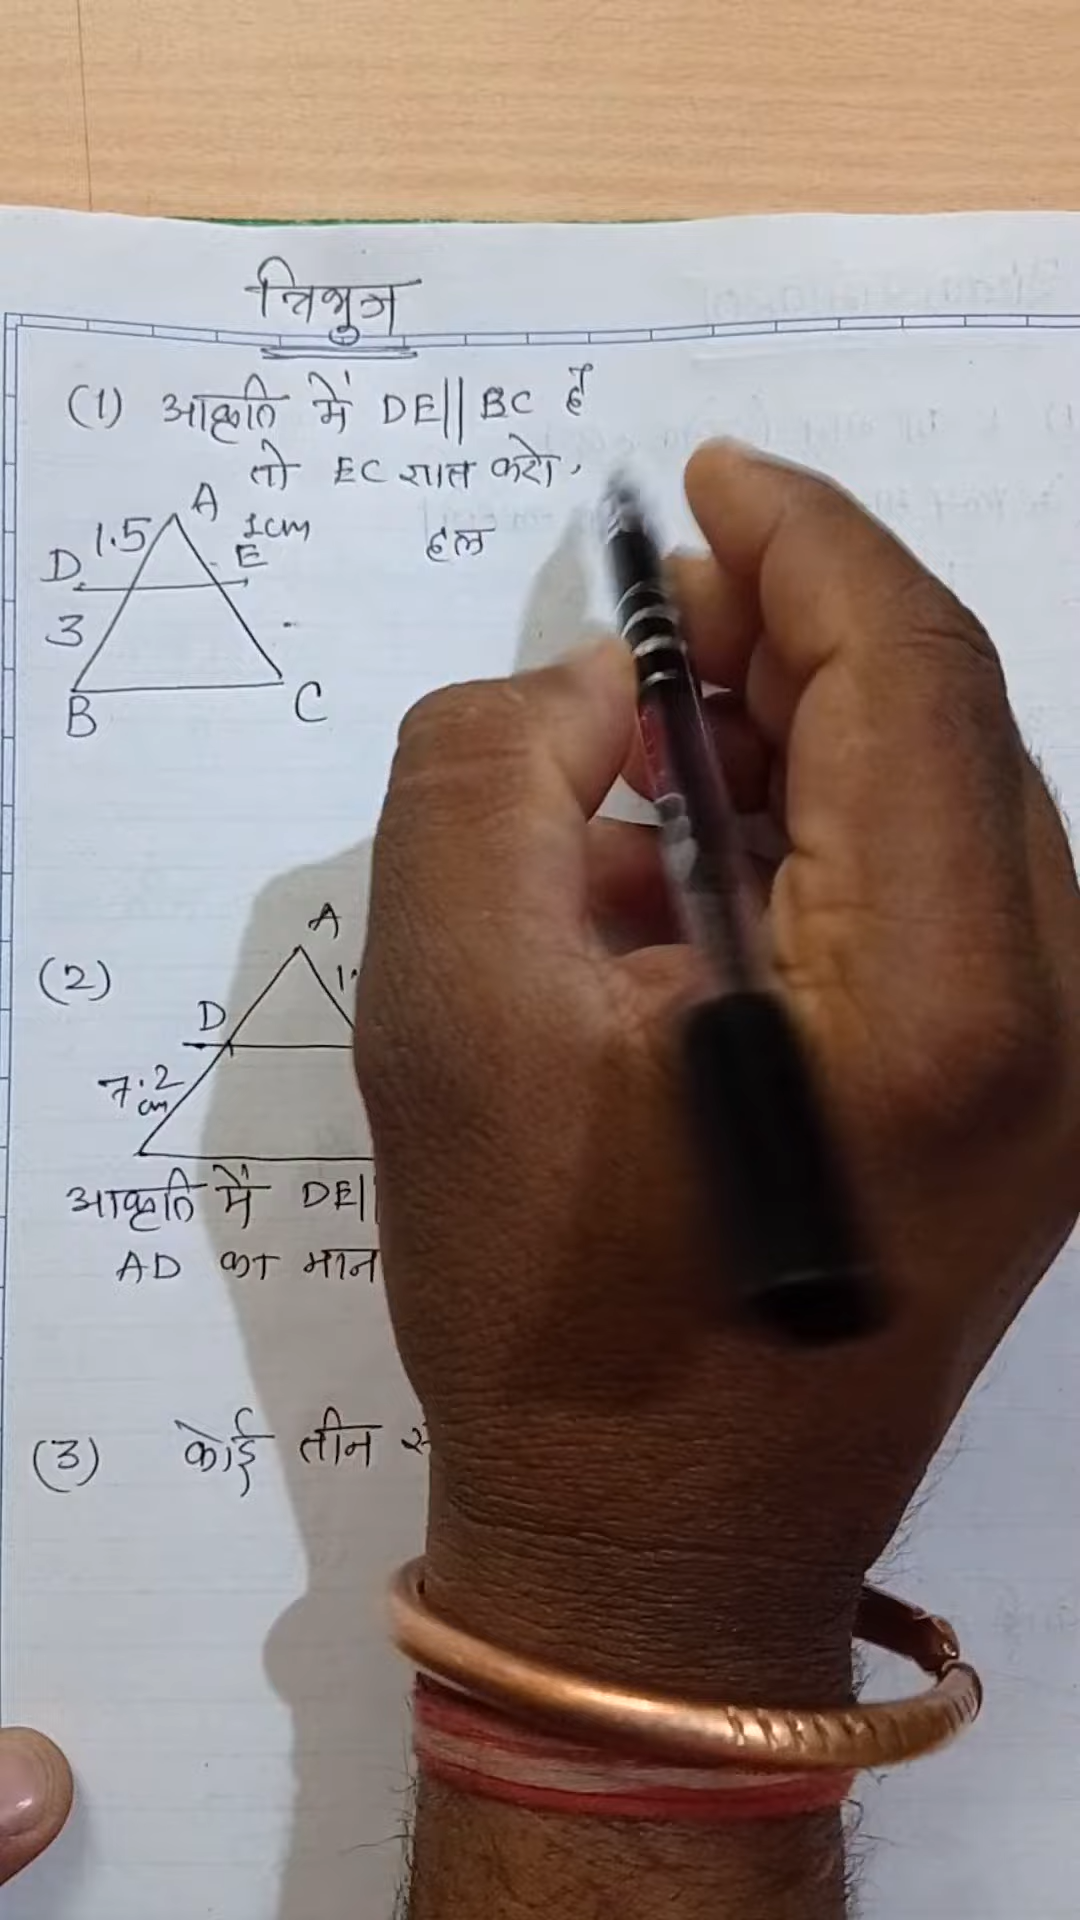 त्रिभुज
(1) आकृति में DE||BC है
तो EC ज्ञात करो.
A
1.5
1cm
D
E
हल
3
B
C
A
(2)
1.
D
7.2
cm
आकृति में DE||
AD का मान
(3) कोई तीन